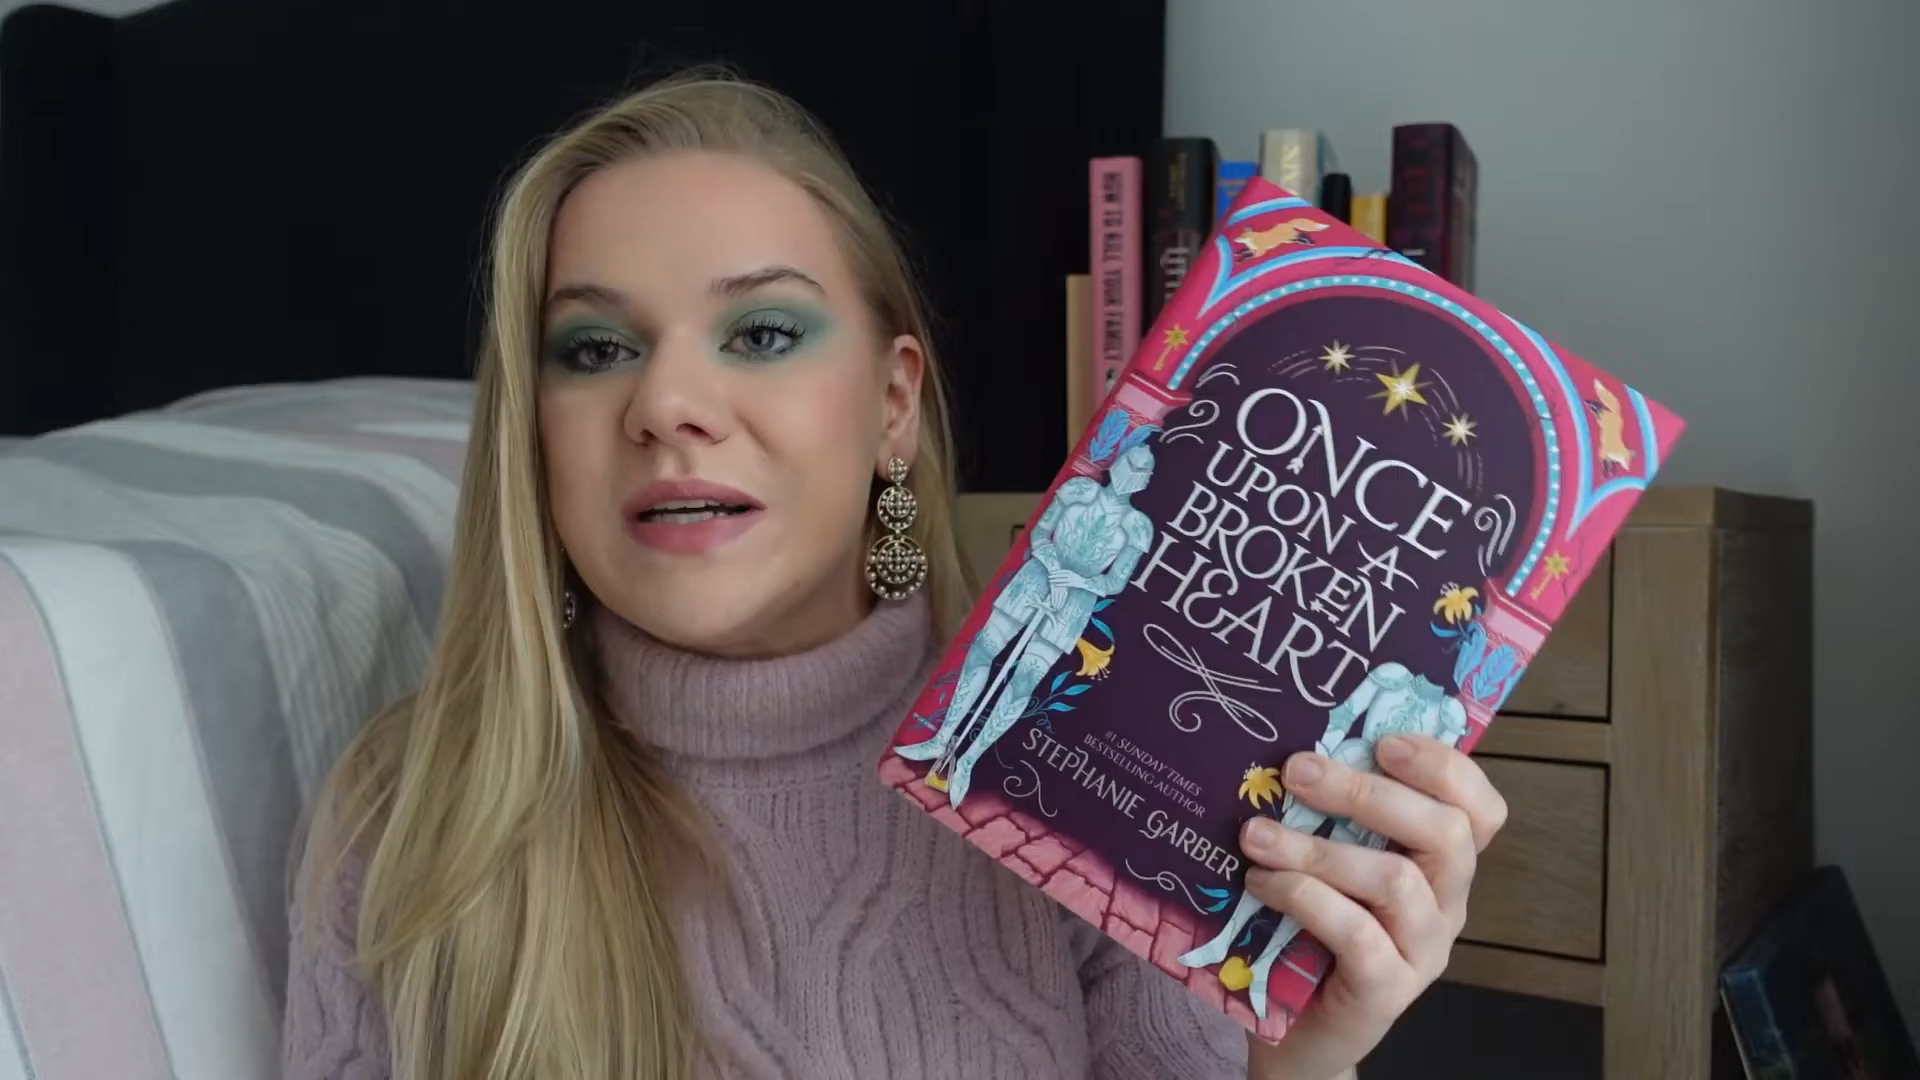 HOW TO KILL YOUR FAMILY
ONCE
UPON A
BROKEN
HEART
#1 SUNDAY TIMES
BESTSELLING AUTHOR
STEPHANIE GARBER